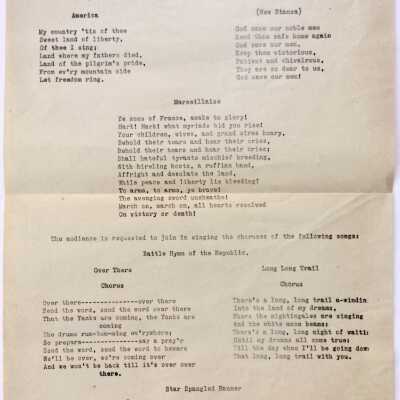 America
My country 'tis of thee
Sweet land of liberty,
Of thee I sing;
Land where my fathers died,
Land of the pilgrim's pride,
From ev'ry mountain side
Let freedom ring.
(New Stanza)
God save our noble men
Send them safe home again
God save our men,
Keep them victorious,
Patient and chivalrous,
They are so dear to us,
God save our men!
Marseillaise
Ye sons of France, awake to glory!
Hart! Hark! what myriads bid you rise!
Your children, wives, and grand sires hoary,
Behold their tears and hear their cries,
Behold their tears and hear their cries;
Shall hateful tyrants mischief breeding,
With hireling hosts, a ruffian band,
Affright and desolate the land,
While peace and liberty lie bleeding!
To arms, to arms, ye brave!
The avenging sword unsheathe!
March on, march on, all hearts resolved
On victory or death!
The audience is requested to join in singing the choruses of the following songs:
Battle Hymn of the Republic.
Over There
Chorus
Over there---------------over there
Send the word, send the word over there
That the Yanks are coming, the Yanks are
coming
The drums rum-tum-ming ev'rywhere;
So prepare------say a pray'r
Send the word, send the word to beware
We'll be over, we're coming over
And we won't be back till it's over over
there.
Long Long Trail
Chorus
There's a long, long trail a-windin
Into the land of my dreams,
Where the nightingales are singing
And the white moon beams;
There's a long, long night of waiti
Until my dreams all come true;
Till the day when I'll be going down
That long, long trail with you.
Star Spangled Banner